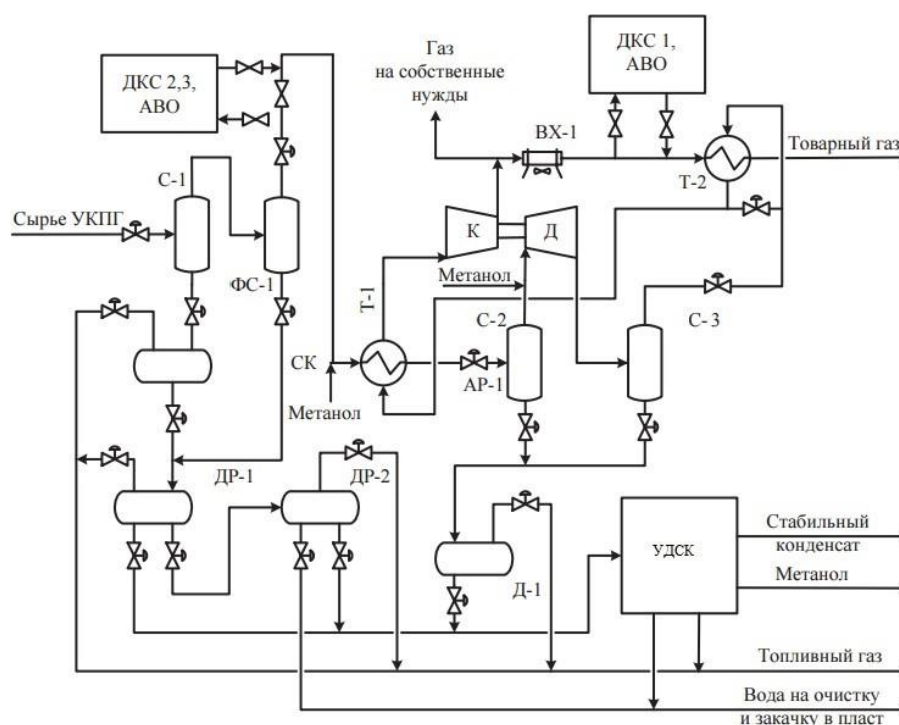 Газ
на собственные
нужды
ДКС 1,
АВО
ДКС 2,3,
АВО
ВХ-1
Товарный газ
Т-2
С-1
Сырье УКПГ
К
Д
ФС-1
Метанол
Т-1
С-2
С-3
СК
АР-1
Метанол
ДР-1
ДР-2
Стабильный
конденсат
УДСК
Метанол
Д-1
Топливный газ
Вода на очистку
и закачку в пласт